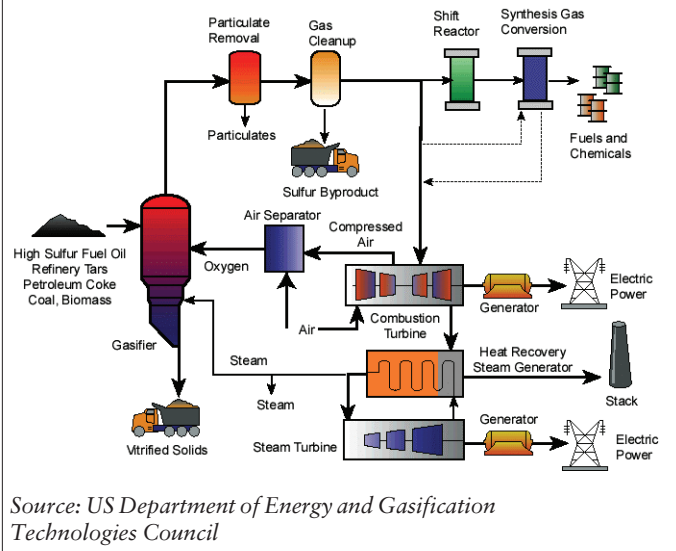 Particulate
Removal
Gas
Cleanup
Shift
Reactor
Synthesis Gas
Conversion
Particulates
Sulfur Byproduct
Fuels and
Chemicals
Air Separator
Compressed
Air
High Sulfur Fuel Oil
Refinery Tars
Petroleum Coke
Coal, Biomass
Oxygen
Electric
Power
Generator
Air
Combustion
Turbine
Gasifier
Steam
Heat Recovery
Steam Generator
Steam
Stack
Generator
Steam Turbine
Electric
Power
Vitrified Solids
Source: US Department of Energy and Gasification
Technologies Council